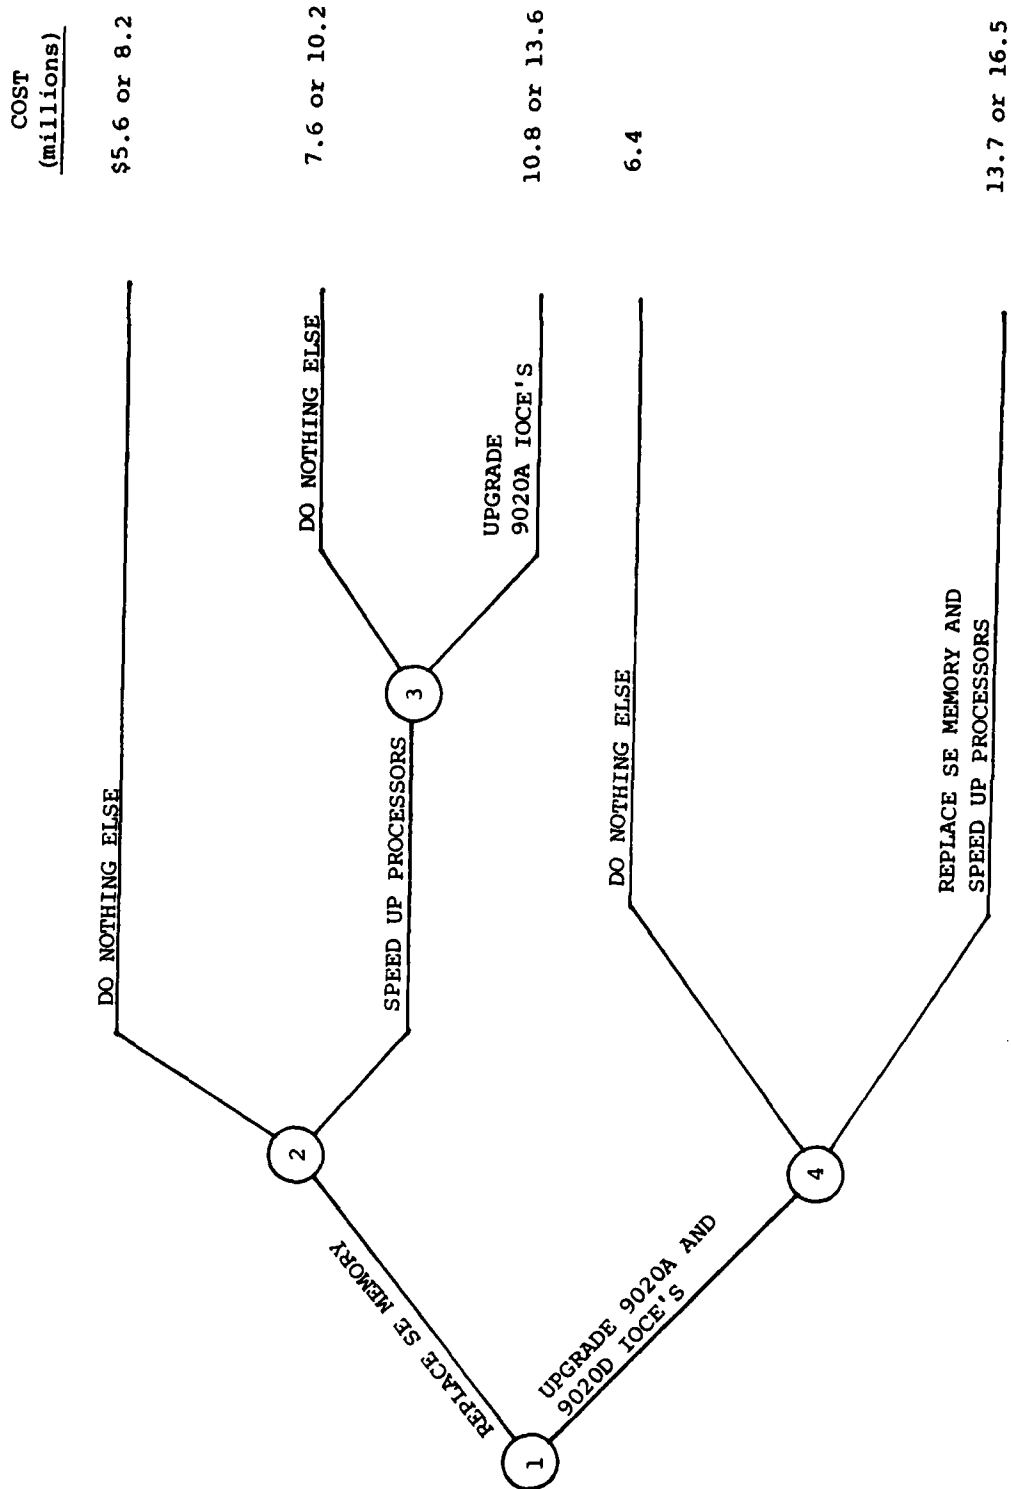 COST
(millions)
DO NOTHING ELSE
$5.6 or 8.2
REPLACE SE MEMORY
2
SPEED UP PROCESSORS
3
DO NOTHING ELSE
7.6 or 10.2
UPGRADE
9020A IOCE'S
10.8 or 13.6
1
UPGRADE 9020A AND
9020D IOCE'S
4
DO NOTHING ELSE
6.4
REPLACE SE MEMORY AND
SPEED UP PROCESSORS
13.7 or 16.5